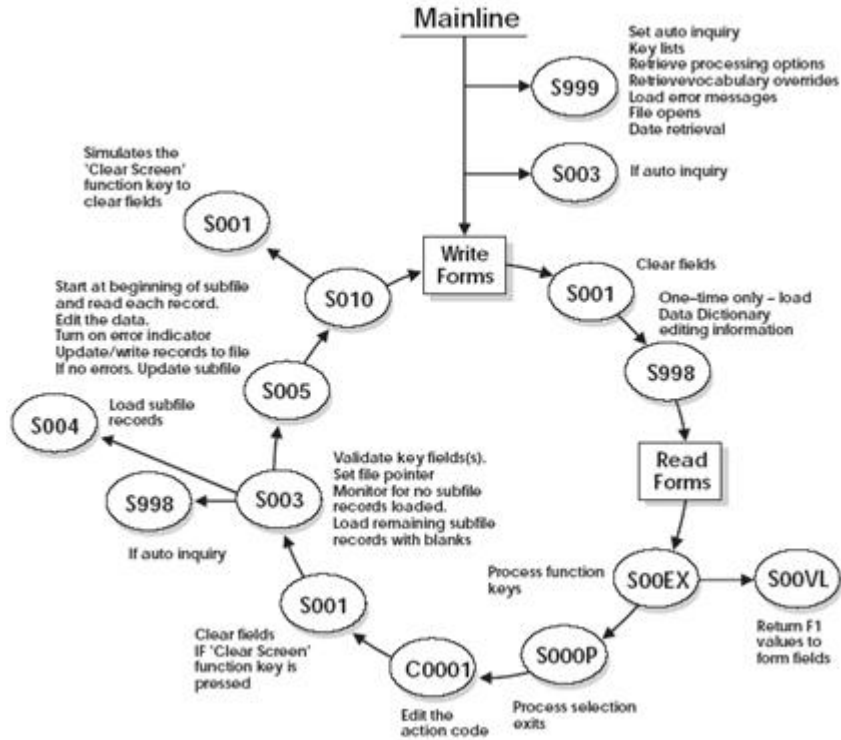 Mainline
Set auto inquiry
Key lists
Retrieve processing options
Retrievevocabulary overrides
Load error messages
File opens
Date retrieval
S999
S003
If auto inquiry
Simulates the
'Clear Screen'
function key to
clear fields
S001
Write
Forms
Clear fields
S001
S010
One-time only – load
Data Dictionary
editing information
S998
Start at beginning of subfile
and read each record.
Edit the data.
Turn on error indicator
Update/write records to file
If no errors. Update subfile
S005
Load subfile
records
S004
Read
Forms
Validate key fields(s).
Set file pointer
Monitor for no subfile
records loaded.
Load remaining subfile
records with blanks
S003
S998
If auto inquiry
Process function
keys
S00EX
S00VL
Return F1
values to
form fields
S001
Clear fields
IF 'Clear Screen'
function key is
pressed
S000P
C0001
Process selection
exits
Edit the
action code